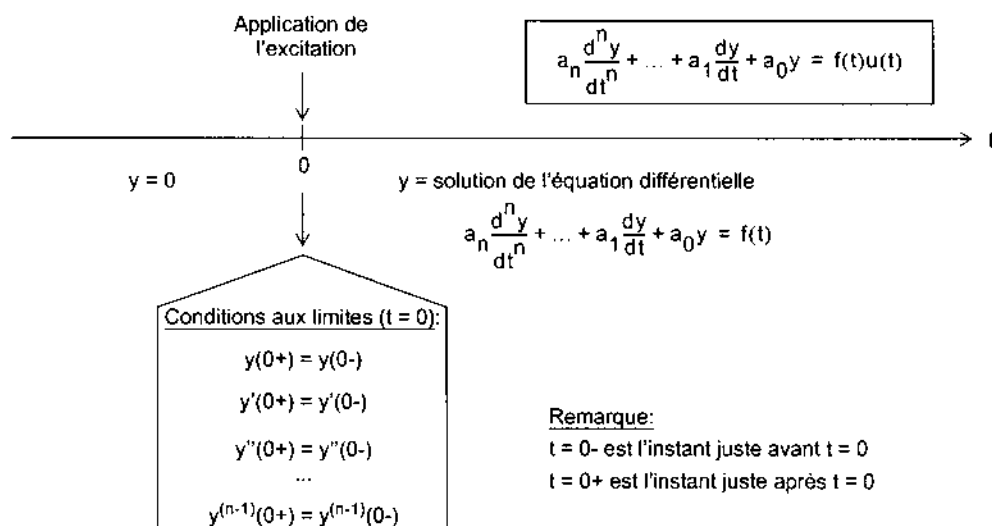 Application de
l'excitation
a_n d^n y/dt^n + ... + a_1 dy/dt + a_0 y = f(t)u(t)
0
t
y = 0
y = solution de l'équation différentielle
a_n d^n y/dt^n + ... + a_1 dy/dt + a_0 y = f(t)
Conditions aux limites (t = 0):
y(0+) = y(0-)
y'(0+) = y'(0-)
y''(0+) = y''(0-)
...
y^(n-1)(0+) = y^(n-1)(0-)
Remarque:
t = 0- est l'instant juste avant t = 0
t = 0+ est l'instant juste après t = 0